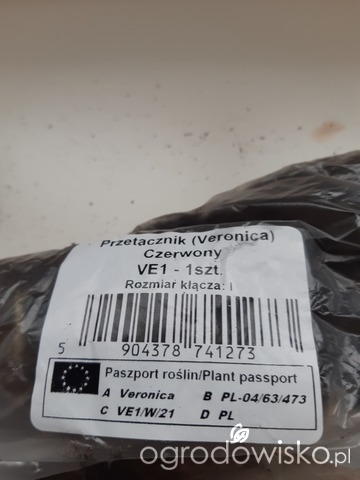 Przetacznik (Veronica)
Czerwony
VE1 - 1szt.
Rozmiar kłącza: I
5 904378 741273
Paszport roślin/Plant passport
A Veronica B PL-04/63/473
C VE1/W/21 D PL
ogrodowisko.pl